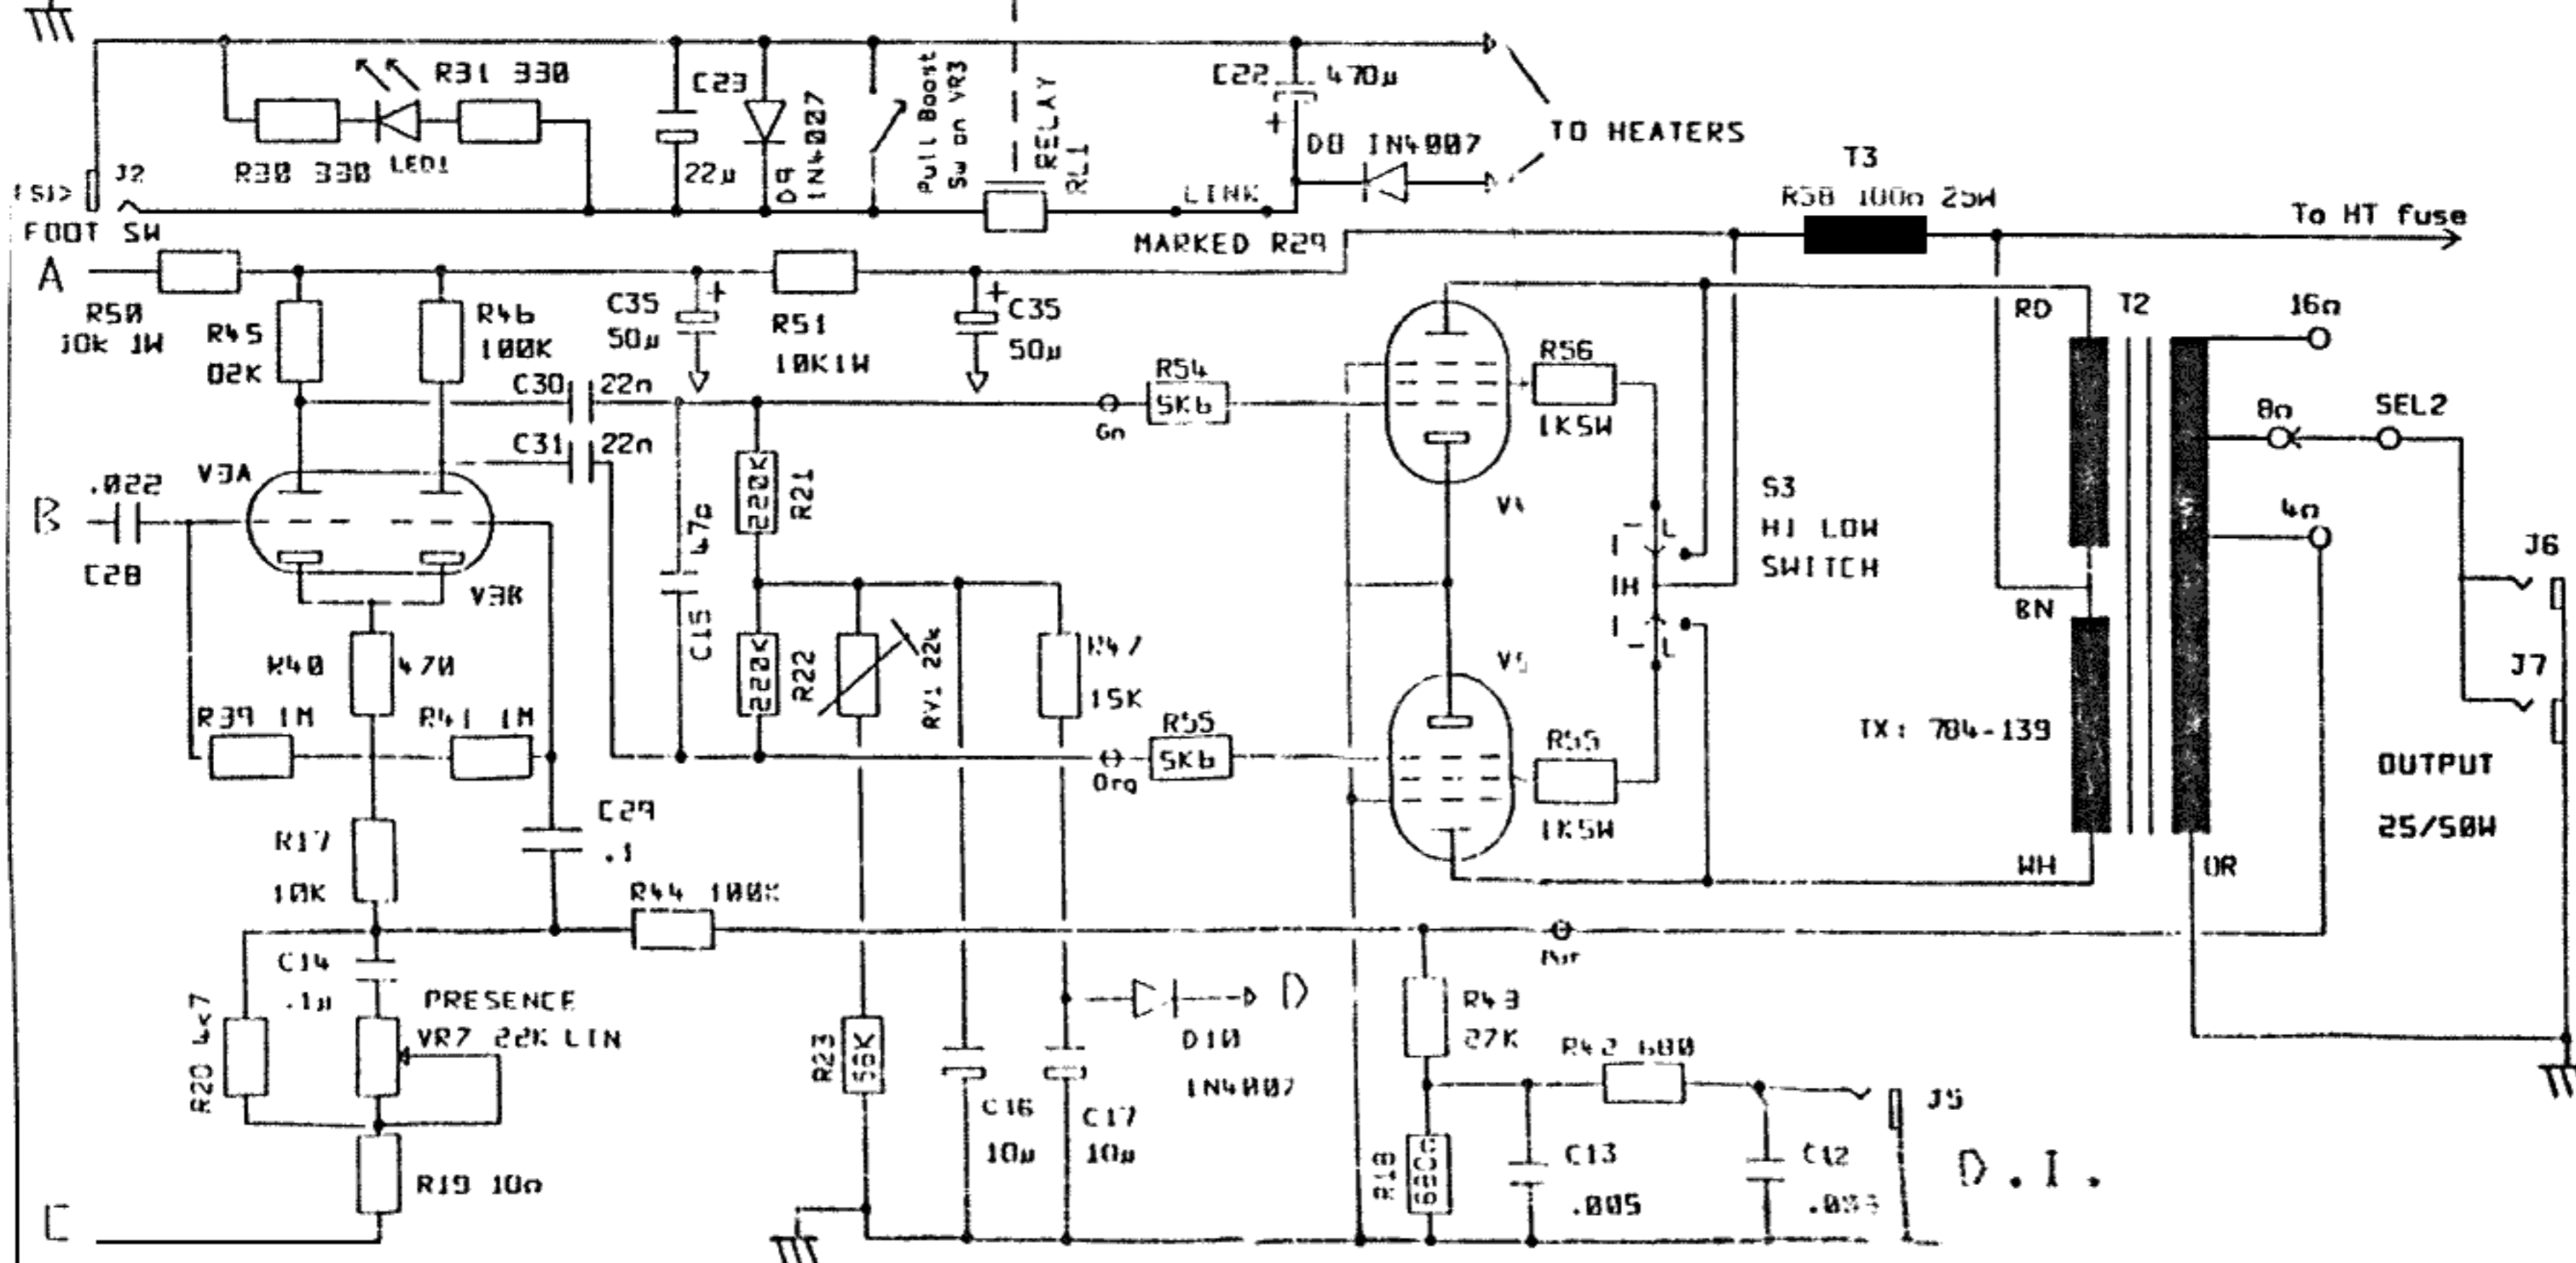 R31 330
R30 330
LED1
J2
FOOT SW
C23
22µ
D9
1N4007
Pull Boost
Sw on VR3
RELAY
RL1
C22 470µ
+
D8 1N4007
TO HEATERS
LINK
MARKED R29
T3
R58 100Ω 25W
To HT fuse
A
R50
10k 1W
R45
82K
R46
100K
C35
50µ
+
R51
10K1W
C35
50µ
+
C30 22n
C31 22n
Gn
R54
5K6
R56
1K5W
V4
RD
T2
16Ω
8Ω
SEL2
4Ω
V3A
.022
B
C28
V3B
47p
C15
220K
R21
220K
R22
RV1 22k
R47
15K
S3
HI LOW
SWITCH
L
H
L
BN
J6
J7
R40 470
R39 1M
R41 1M
Org
R55
5K6
V5
R55
1K5W
TX: 784-139
OUTPUT
25/50W
WH
OR
R17
10K
C29
.1
R44 100K
C14
.1µ
R20 4k7
PRESENCE
VR7 22K LIN
R19 10Ω
C
R23
56K
C16
10µ
C17
10µ
D
D10
1N4007
R43
27K
R42 680
R18
C13
.005
C12
J5
D.I.